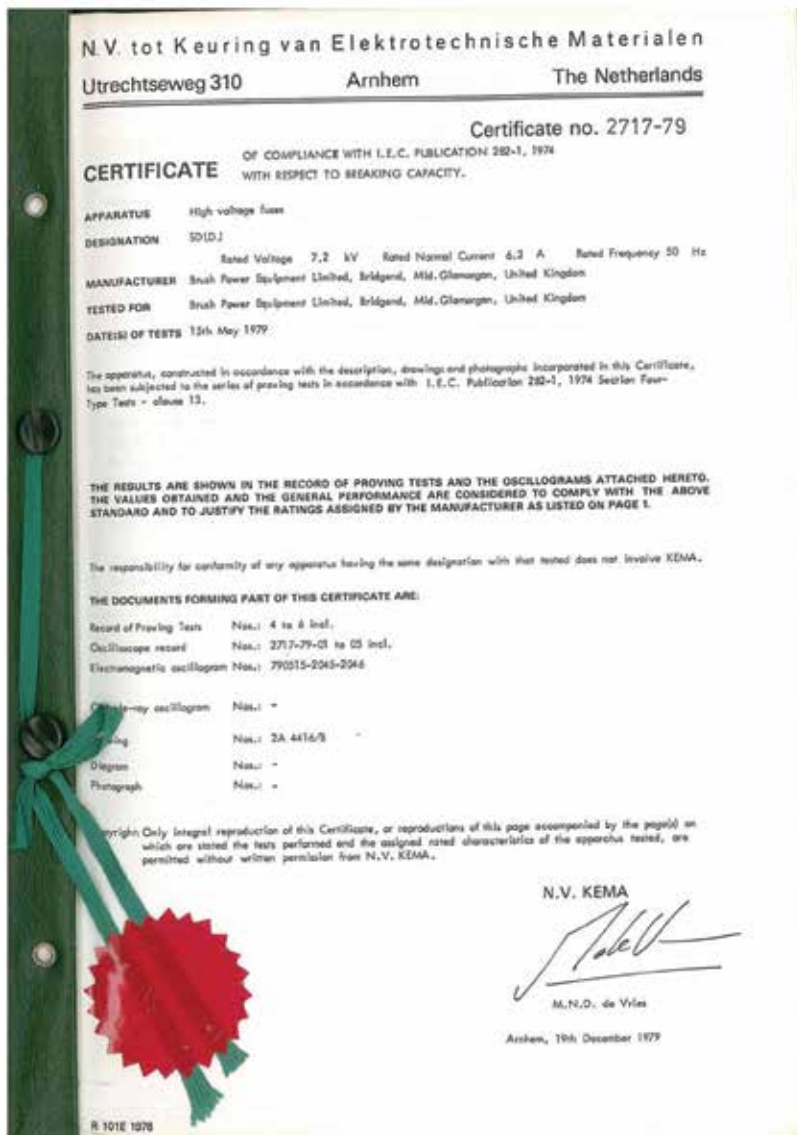 N.V. tot Keuring van Elektrotechnische Materialen
Utrechtseweg 310 Arnhem The Netherlands
Certificate no. 2717-79
CERTIFICATE OF COMPLIANCE WITH I.E.C. PUBLICATION 282-1, 1974
WITH RESPECT TO BREAKING CAPACITY.
APPARATUS High voltage fuses
DESIGNATION SDLDJ
Rated Voltage 7,2 kV Rated Normal Current 6,3 A Rated Frequency 50 Hz
MANUFACTURER Brush Power Equipment Limited, Bridgend, Mid.Glamorgan, United Kingdom
TESTED FOR Brush Power Equipment Limited, Bridgend, Mid.Glamorgan, United Kingdom
DATE(S) OF TESTS 15th May 1979
The apparatus, constructed in accordance with the description, drawings and photographs incorporated in this Certificate,
has been subjected to the series of proving tests in accordance with I.E.C. Publication 282-1, 1974 Section Four-
Type Tests - clause 13.
THE RESULTS ARE SHOWN IN THE RECORD OF PROVING TESTS AND THE OSCILLOGRAMS ATTACHED HERETO.
THE VALUES OBTAINED AND THE GENERAL PERFORMANCE ARE CONSIDERED TO COMPLY WITH THE ABOVE
STANDARD AND TO JUSTIFY THE RATINGS ASSIGNED BY THE MANUFACTURER AS LISTED ON PAGE 1.
The responsibility for conformity of any apparatus having the same designation with that tested does not involve KEMA.
THE DOCUMENTS FORMING PART OF THIS CERTIFICATE ARE:
Record of Proving Tests Nos.: 4 to 6 incl.
Oscilloscope record Nos.: 2717-79-01 to 05 incl.
Electromagnetic oscillogram Nos.: 790515-2045-2046
-ray oscillogram Nos.: -
Nos.: 2A 4416/B
Diagram Nos.: -
Photograph Nos.: -
Only integral reproduction of this Certificate, or reproductions of this page accompanied by the page(s) on
which are stated the tests performed and the assigned rated characteristics of the apparatus tested, are
permitted without written permission from N.V. KEMA.
N.V. KEMA
M.N.D. de Vries
Arnhem, 19th December 1979
R 101E 1078